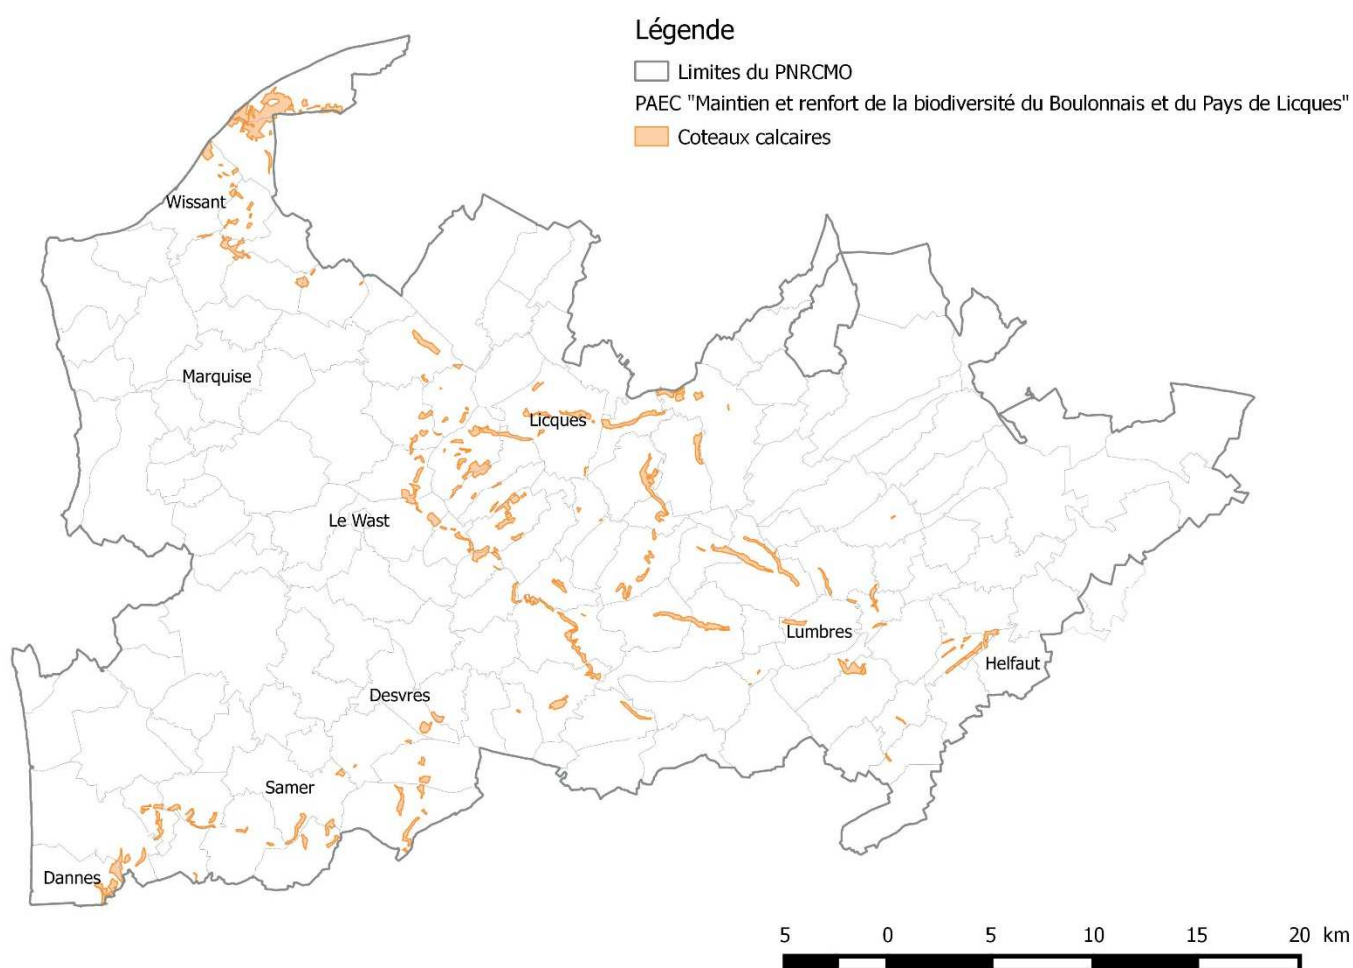 Légende
Limites du PNRCMO
PAEC "Maintien et renfort de la biodiversité du Boulonnais et du Pays de Licques"
Coteaux calcaires
Wissant
Marquise
Licques
Le Wast
Lumbres
Helfaut
Desvres
Samer
Dannes
5 0 5 10 15 20 km